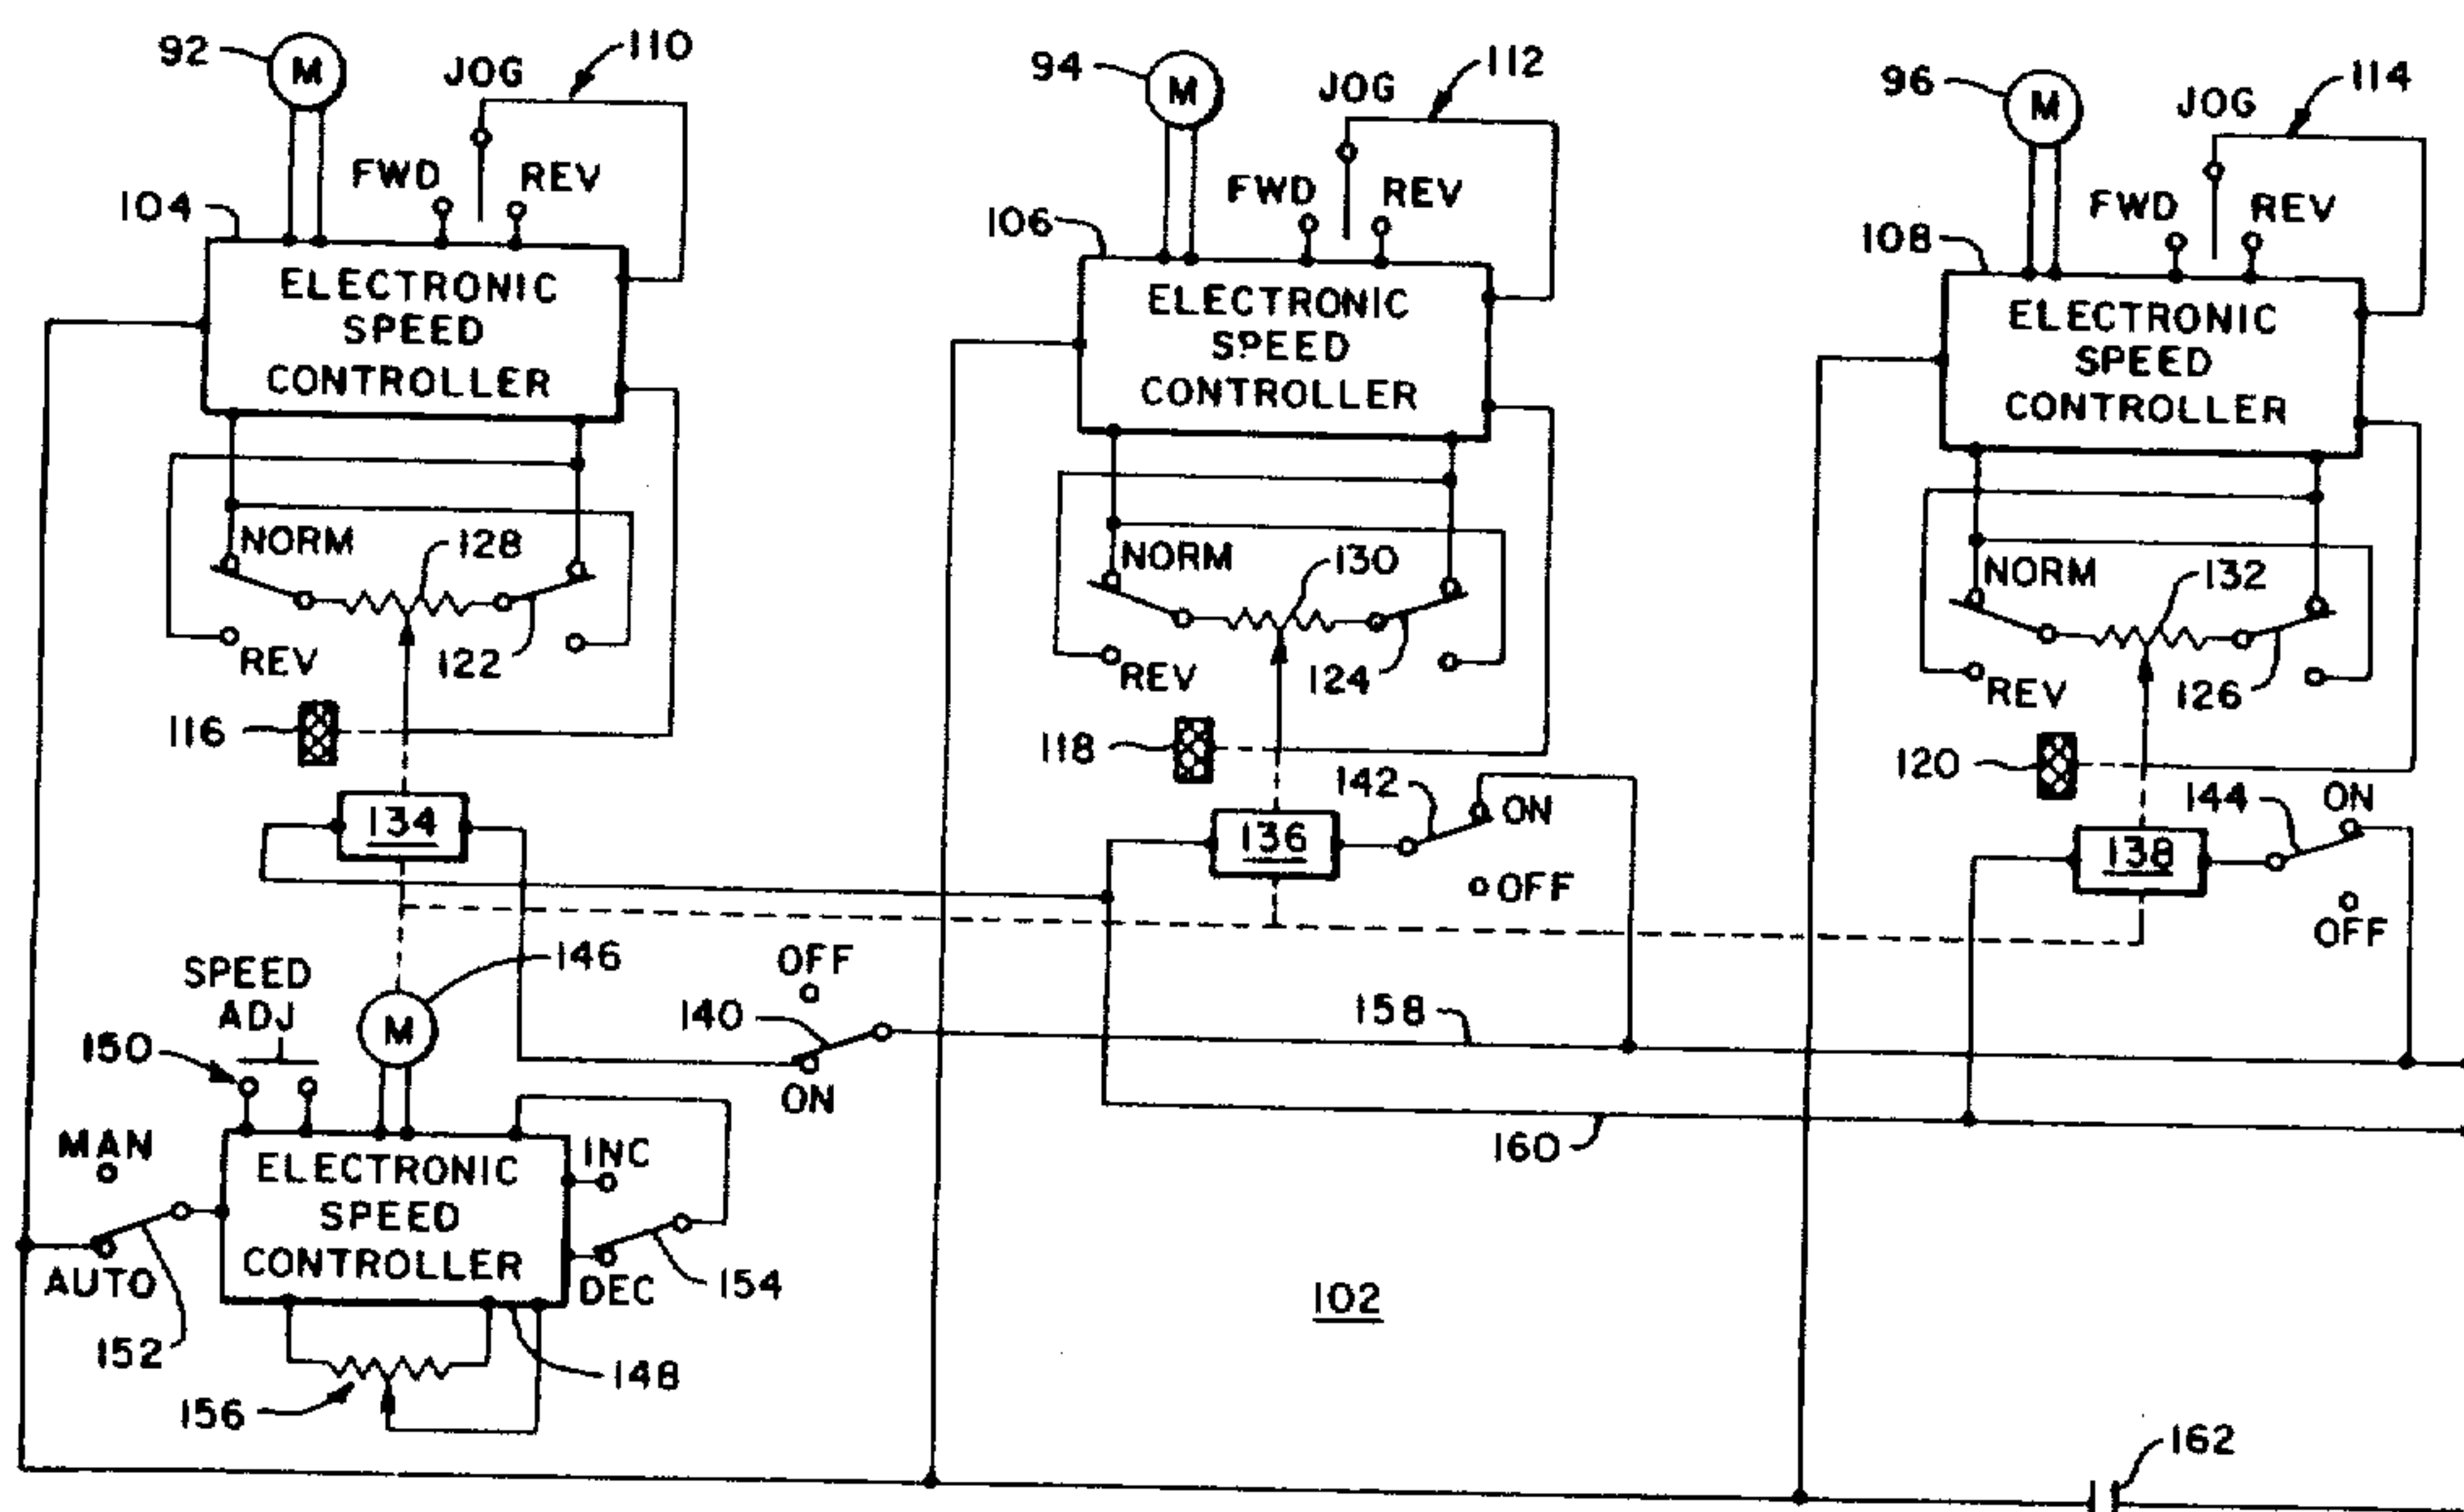 92
M
JOG
110
FWD
REV
104
ELECTRONIC
SPEED
CONTROLLER
NORM
128
REV
122
116
134
94
M
JOG
112
FWD
REV
106
ELECTRONIC
SPEED
CONTROLLER
NORM
130
REV
124
118
136
142
ON
OFF
96
M
JOG
114
FWD
REV
108
ELECTRONIC
SPEED
CONTROLLER
NORM
132
REV
126
120
138
144
ON
OFF
SPEED
ADJ
146
M
150
OFF
140
ON
158
160
MAN
AUTO
152
ELECTRONIC
SPEED
CONTROLLER
INC
DEC
154
148
156
102
162